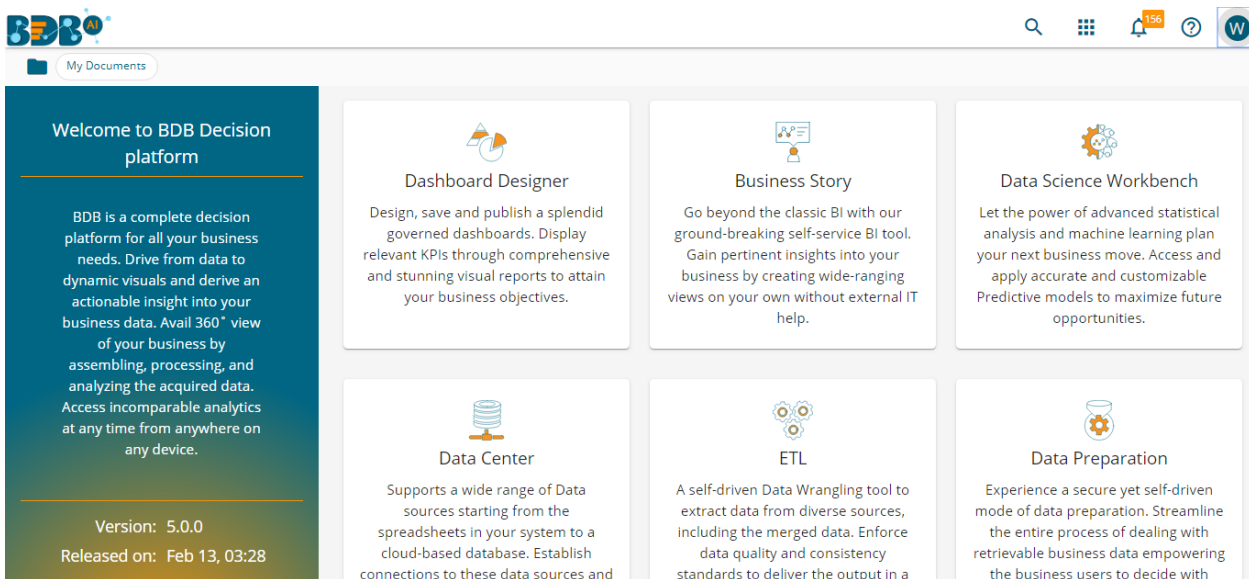 BDB AI
156
W
My Documents
Welcome to BDB Decision
platform
BDB is a complete decision
platform for all your business
needs. Drive from data to
dynamic visuals and derive an
actionable insight into your
business data. Avail 360° view
of your business by
assembling, processing, and
analyzing the acquired data.
Access incomparable analytics
at any time from anywhere on
any device.
Version: 5.0.0
Released on: Feb 13, 03:28
Dashboard Designer
Design, save and publish a splendid
governed dashboards. Display
relevant KPIs through comprehensive
and stunning visual reports to attain
your business objectives.
Business Story
Go beyond the classic BI with our
ground-breaking self-service BI tool.
Gain pertinent insights into your
business by creating wide-ranging
views on your own without external IT
help.
Data Science Workbench
Let the power of advanced statistical
analysis and machine learning plan
your next business move. Access and
apply accurate and customizable
Predictive models to maximize future
opportunities.
Data Center
Supports a wide range of Data
sources starting from the
spreadsheets in your system to a
cloud-based database. Establish
connections to these data sources and
ETL
A self-driven Data Wrangling tool to
extract data from diverse sources,
including the merged data. Enforce
data quality and consistency
standards to deliver the output in a
Data Preparation
Experience a secure yet self-driven
mode of data preparation. Streamline
the entire process of dealing with
retrievable business data empowering
the business users to decide with